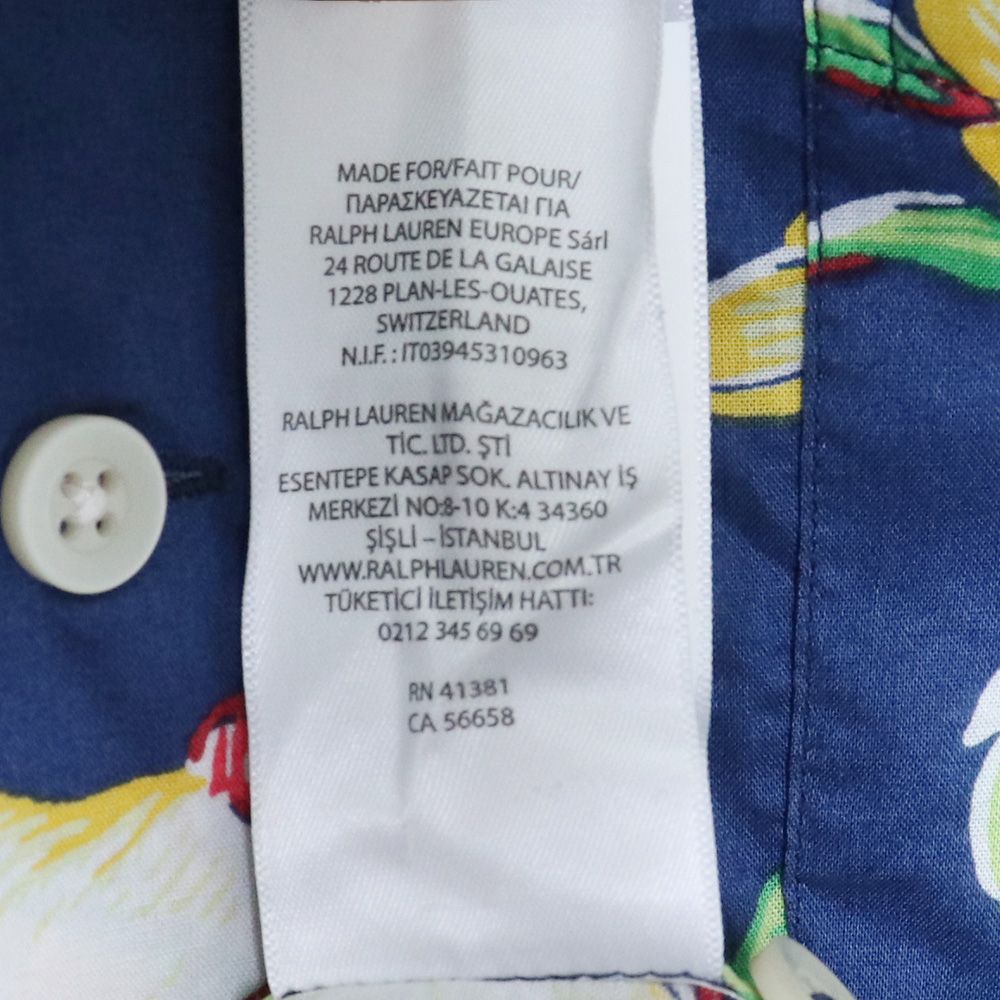 MADE FOR/FAIT POUR/
ΠΑΡΑΣΚΕΥΑΖΕΤΑΙ ΓΙΑ
RALPH LAUREN EUROPE Sárl
24 ROUTE DE LA GALAISE
1228 PLAN-LES-OUATES,
SWITZERLAND
N.I.F. : IT03945310963
RALPH LAUREN MAĞAZACILIK VE
TİC. LTD. ŞTİ
ESENTEPE KASAP SOK. ALTINAY İŞ
MERKEZİ NO:8-10 K:4 34360
ŞİŞLİ – İSTANBUL
WWW.RALPHLAUREN.COM.TR
TÜKETİCİ İLETİŞİM HATTI:
0212 345 69 69
RN 41381
CA 56658